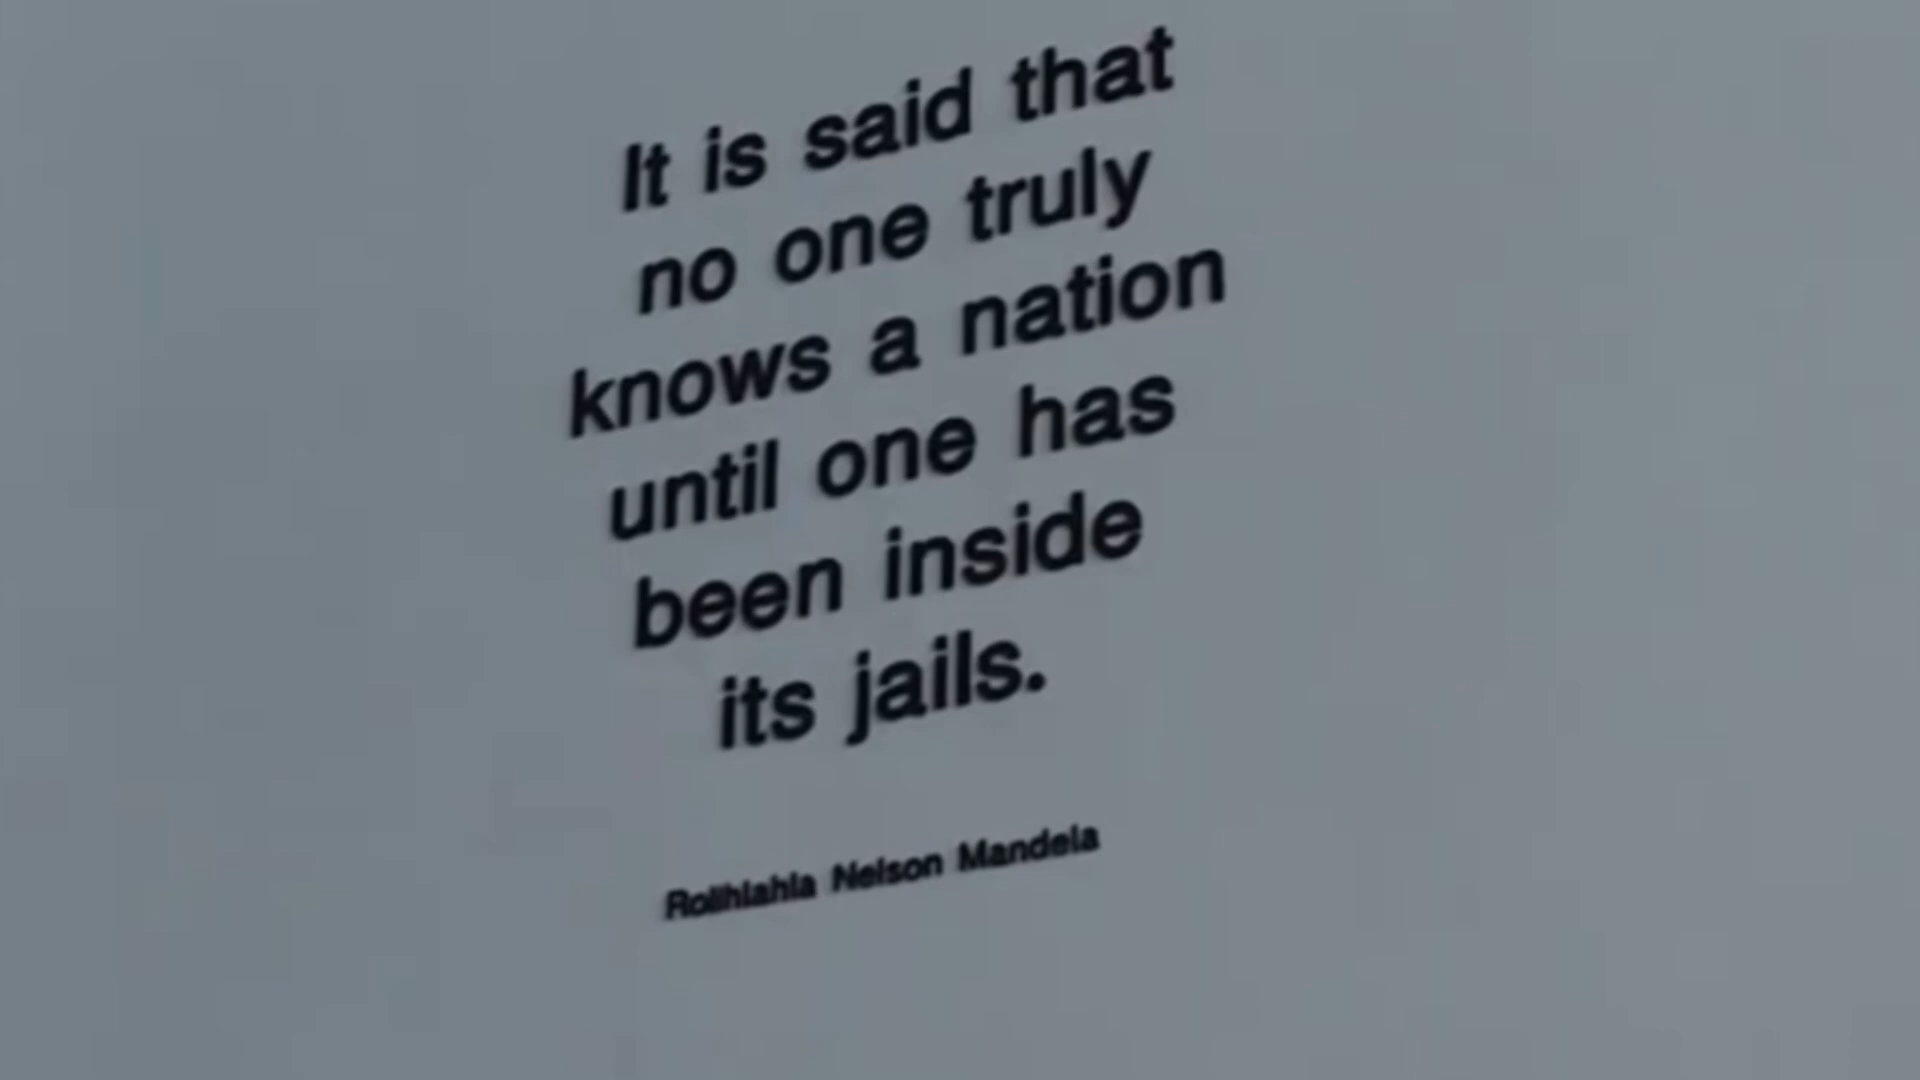 It is said that
no one truly
knows a nation
until one has
been inside
its jails.
Rolihlahla Nelson Mandela